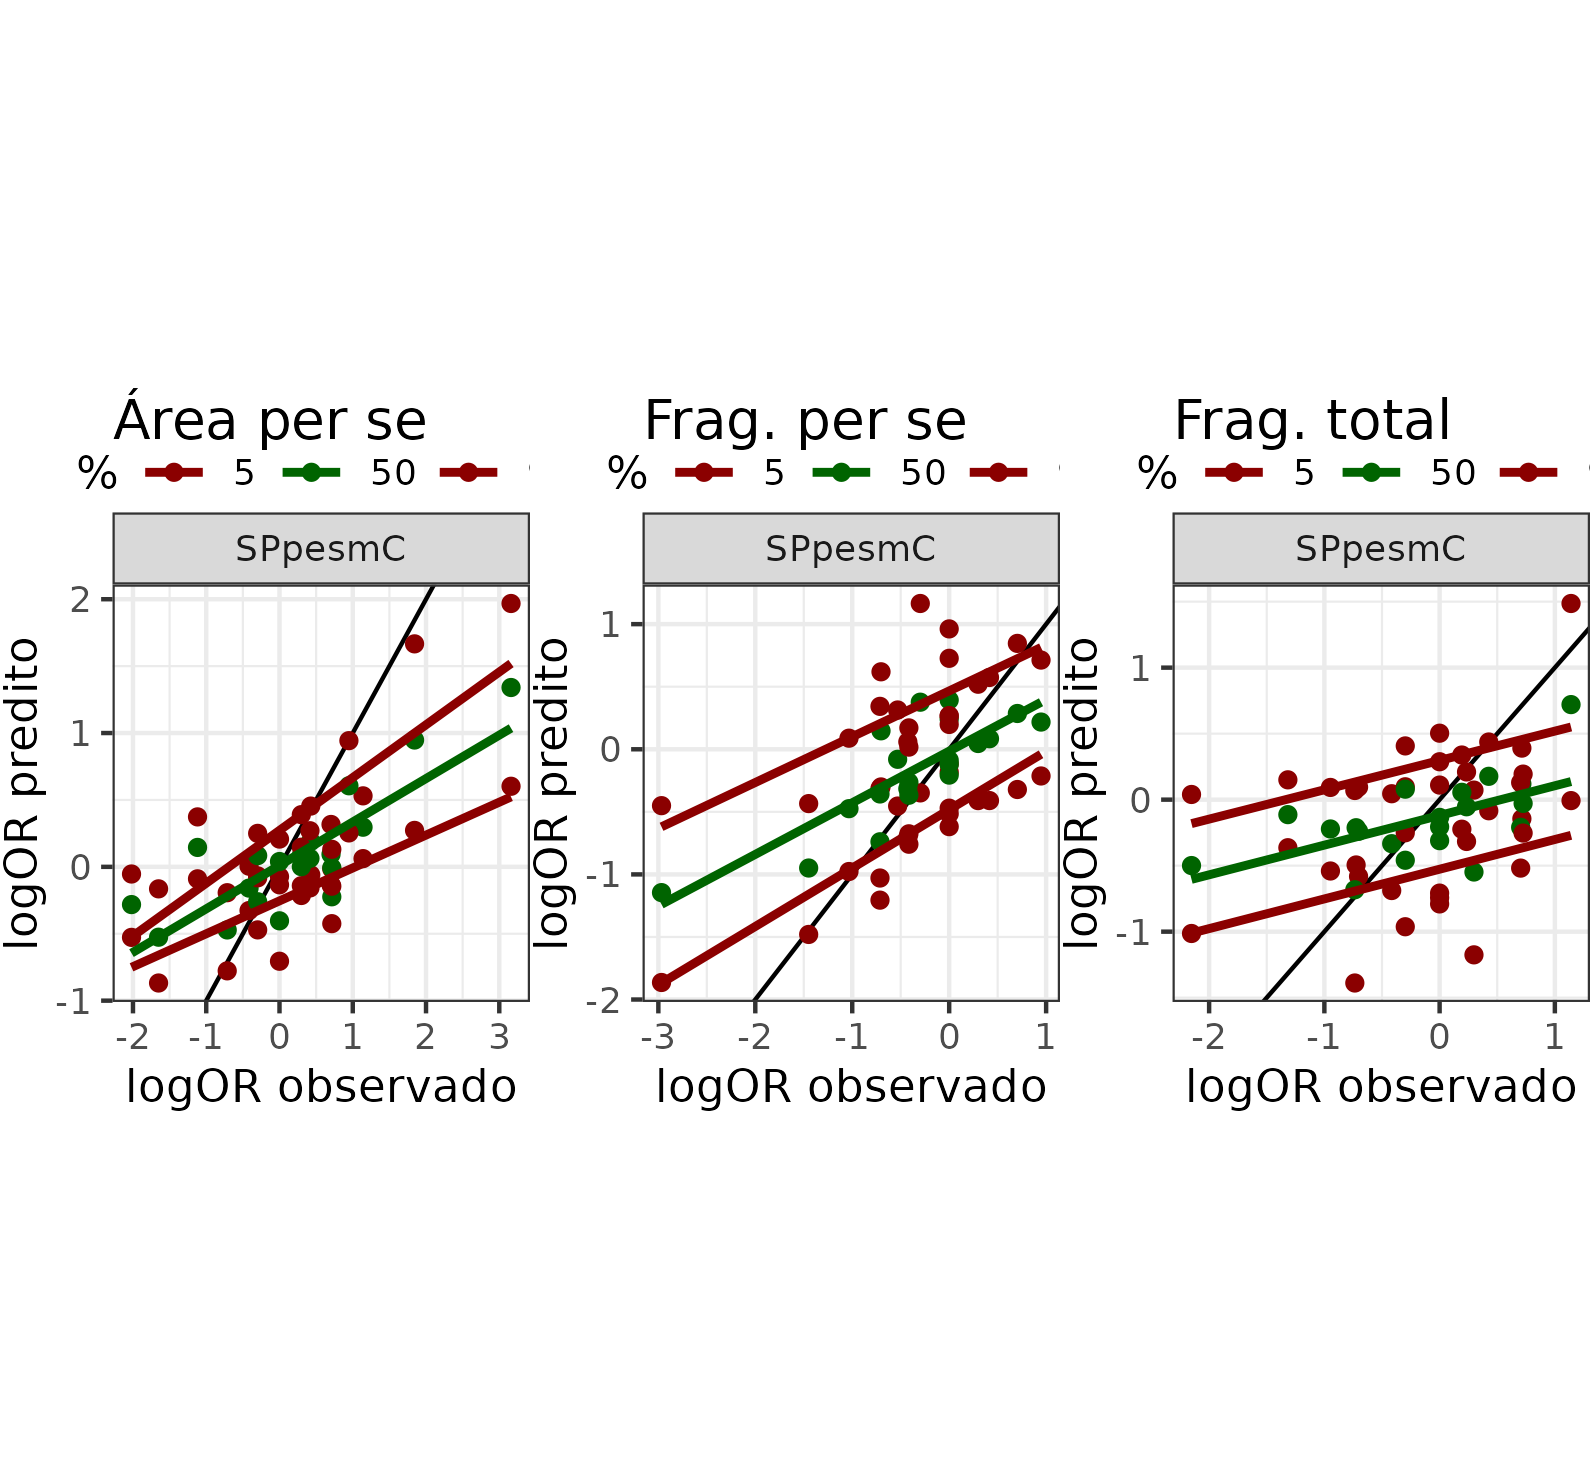 Área per se
% 5 50
SPpesmC
2
1
0
-1
-2 -1 0 1 2 3
logOR predito
logOR observado
Frag. per se
% 5 50
SPpesmC
1
0
-1
-2
-3 -2 -1 0 1
logOR predito
logOR observado
Frag. total
% 5 50
SPpesmC
1
0
-1
-2 -1 0 1
logOR predito
logOR observado